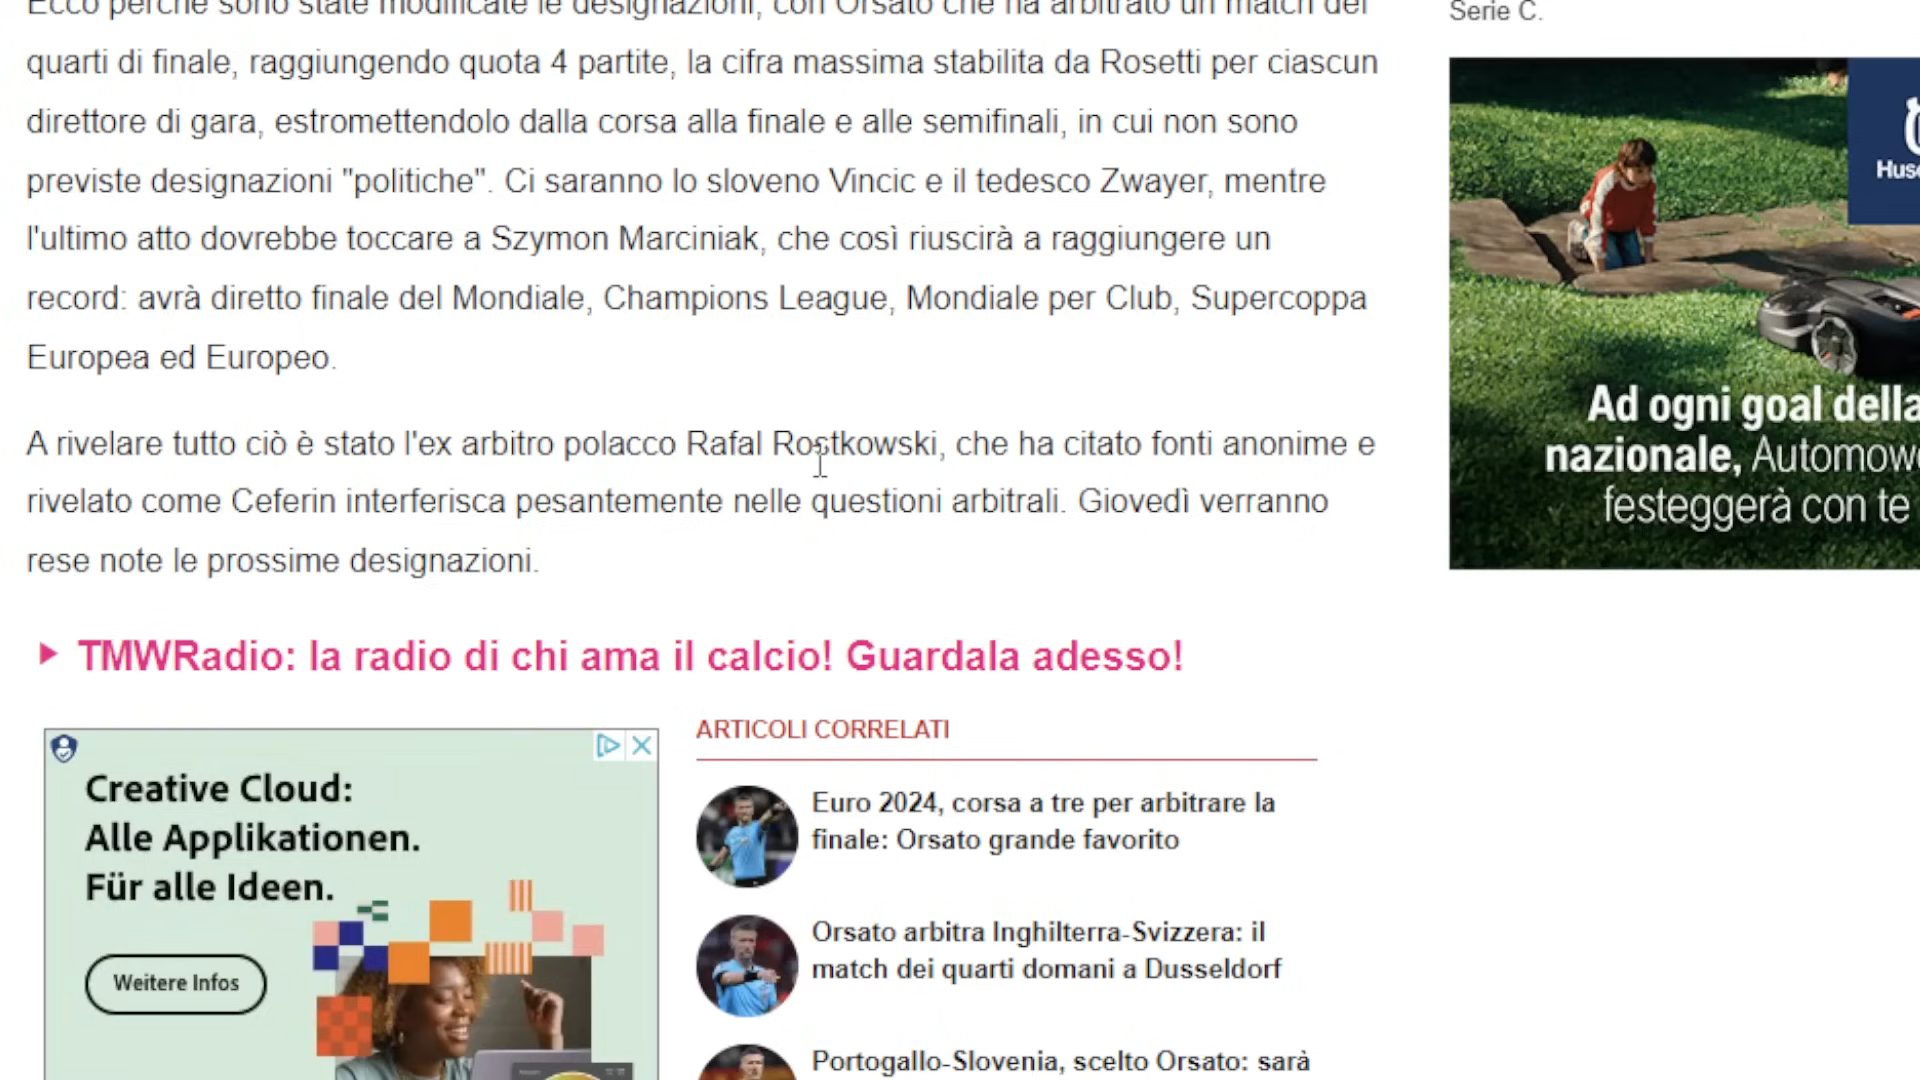 Ecco perché sono state modificate le designazioni, con Orsato che ha arbitrato un match dei
quarti di finale, raggiungendo quota 4 partite, la cifra massima stabilita da Rosetti per ciascun
direttore di gara, estromettendolo dalla corsa alla finale e alle semifinali, in cui non sono
previste designazioni "politiche". Ci saranno lo sloveno Vincic e il tedesco Zwayer, mentre
l'ultimo atto dovrebbe toccare a Szymon Marciniak, che così riuscirà a raggiungere un
record: avrà diretto finale del Mondiale, Champions League, Mondiale per Club, Supercoppa
Europea ed Europeo.
A rivelare tutto ciò è stato l'ex arbitro polacco Rafal Rostkowski, che ha citato fonti anonime e
rivelato come Ceferin interferisca pesantemente nelle questioni arbitrali. Giovedì verranno
rese note le prossime designazioni.
TMWRadio: la radio di chi ama il calcio! Guardala adesso!
Creative Cloud:
Alle Applikationen.
Für alle Ideen.
Weitere Infos
ARTICOLI CORRELATI
Euro 2024, corsa a tre per arbitrare la
finale: Orsato grande favorito
Orsato arbitra Inghilterra-Svizzera: il
match dei quarti domani a Dusseldorf
Portogallo-Slovenia, scelto Orsato: sarà
Serie C.
Ad ogni goal della
nazionale,
festeggerà con te